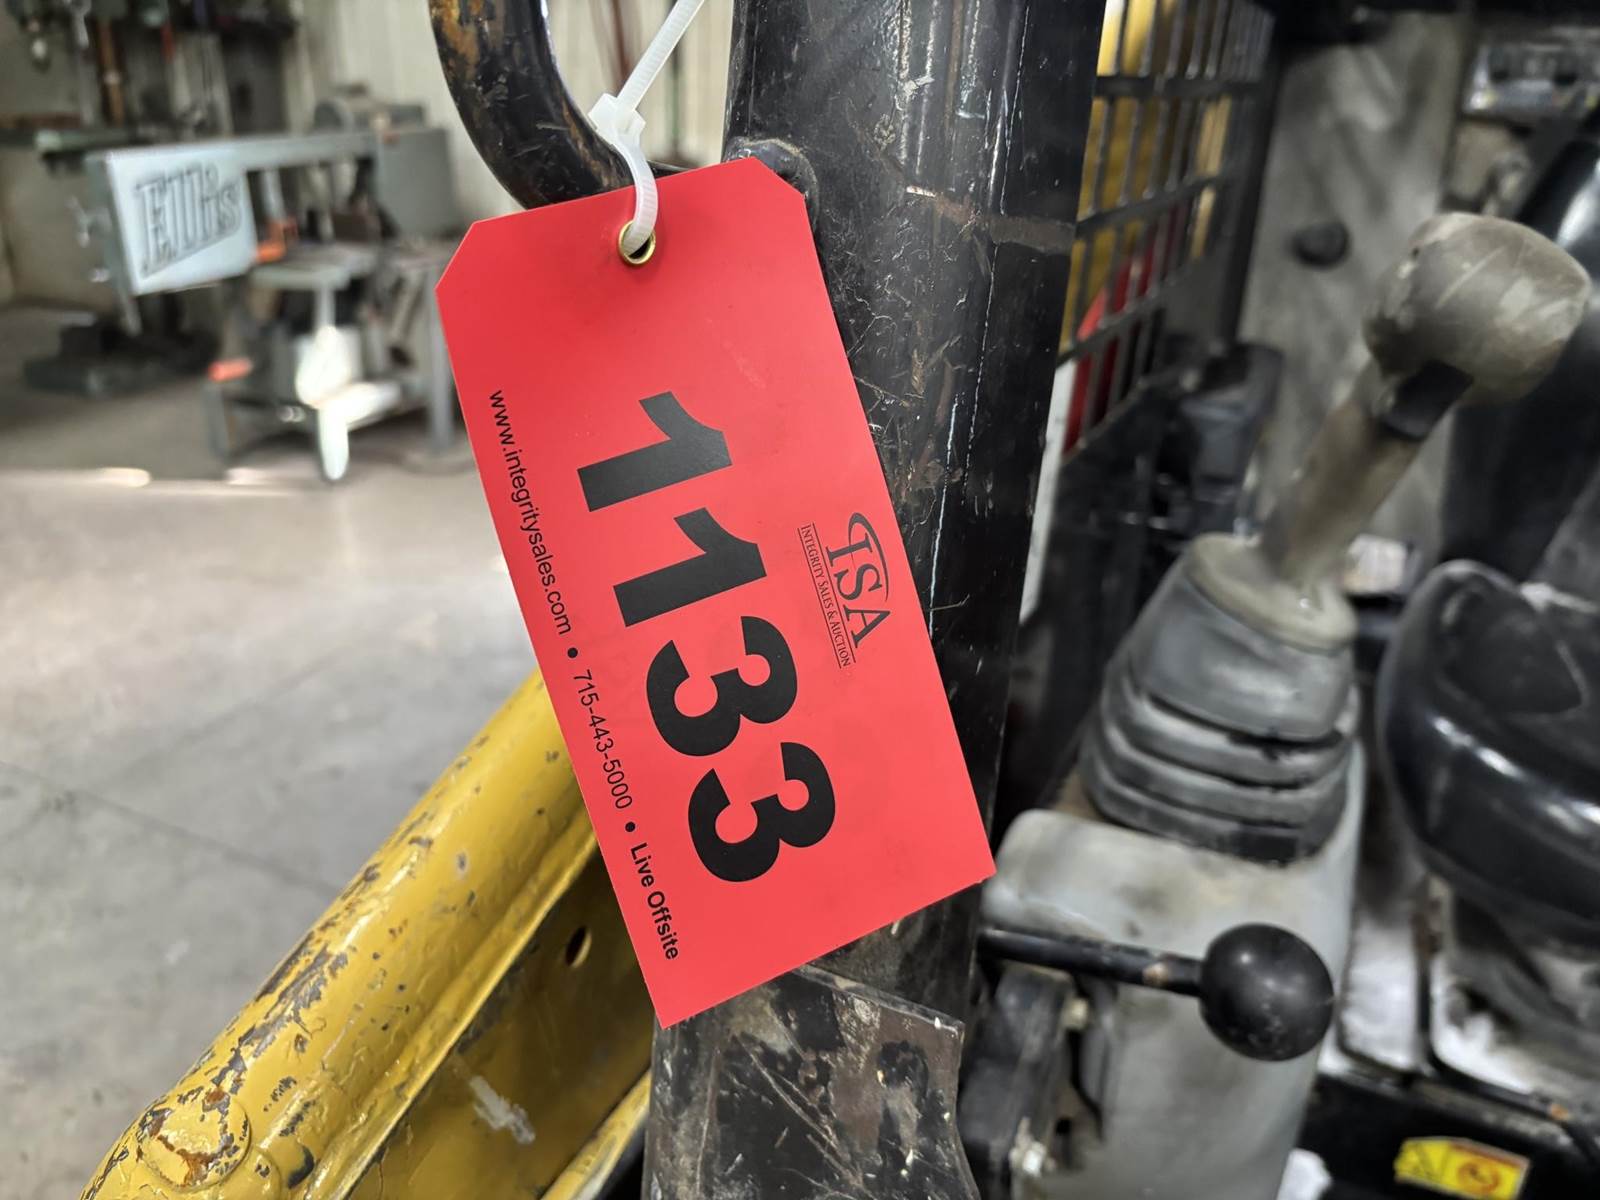 ISA
INTEGRITY SALES & AUCTION
1133
www.integritysales.com • 715-443-5000 • Live Offsite
Ellis